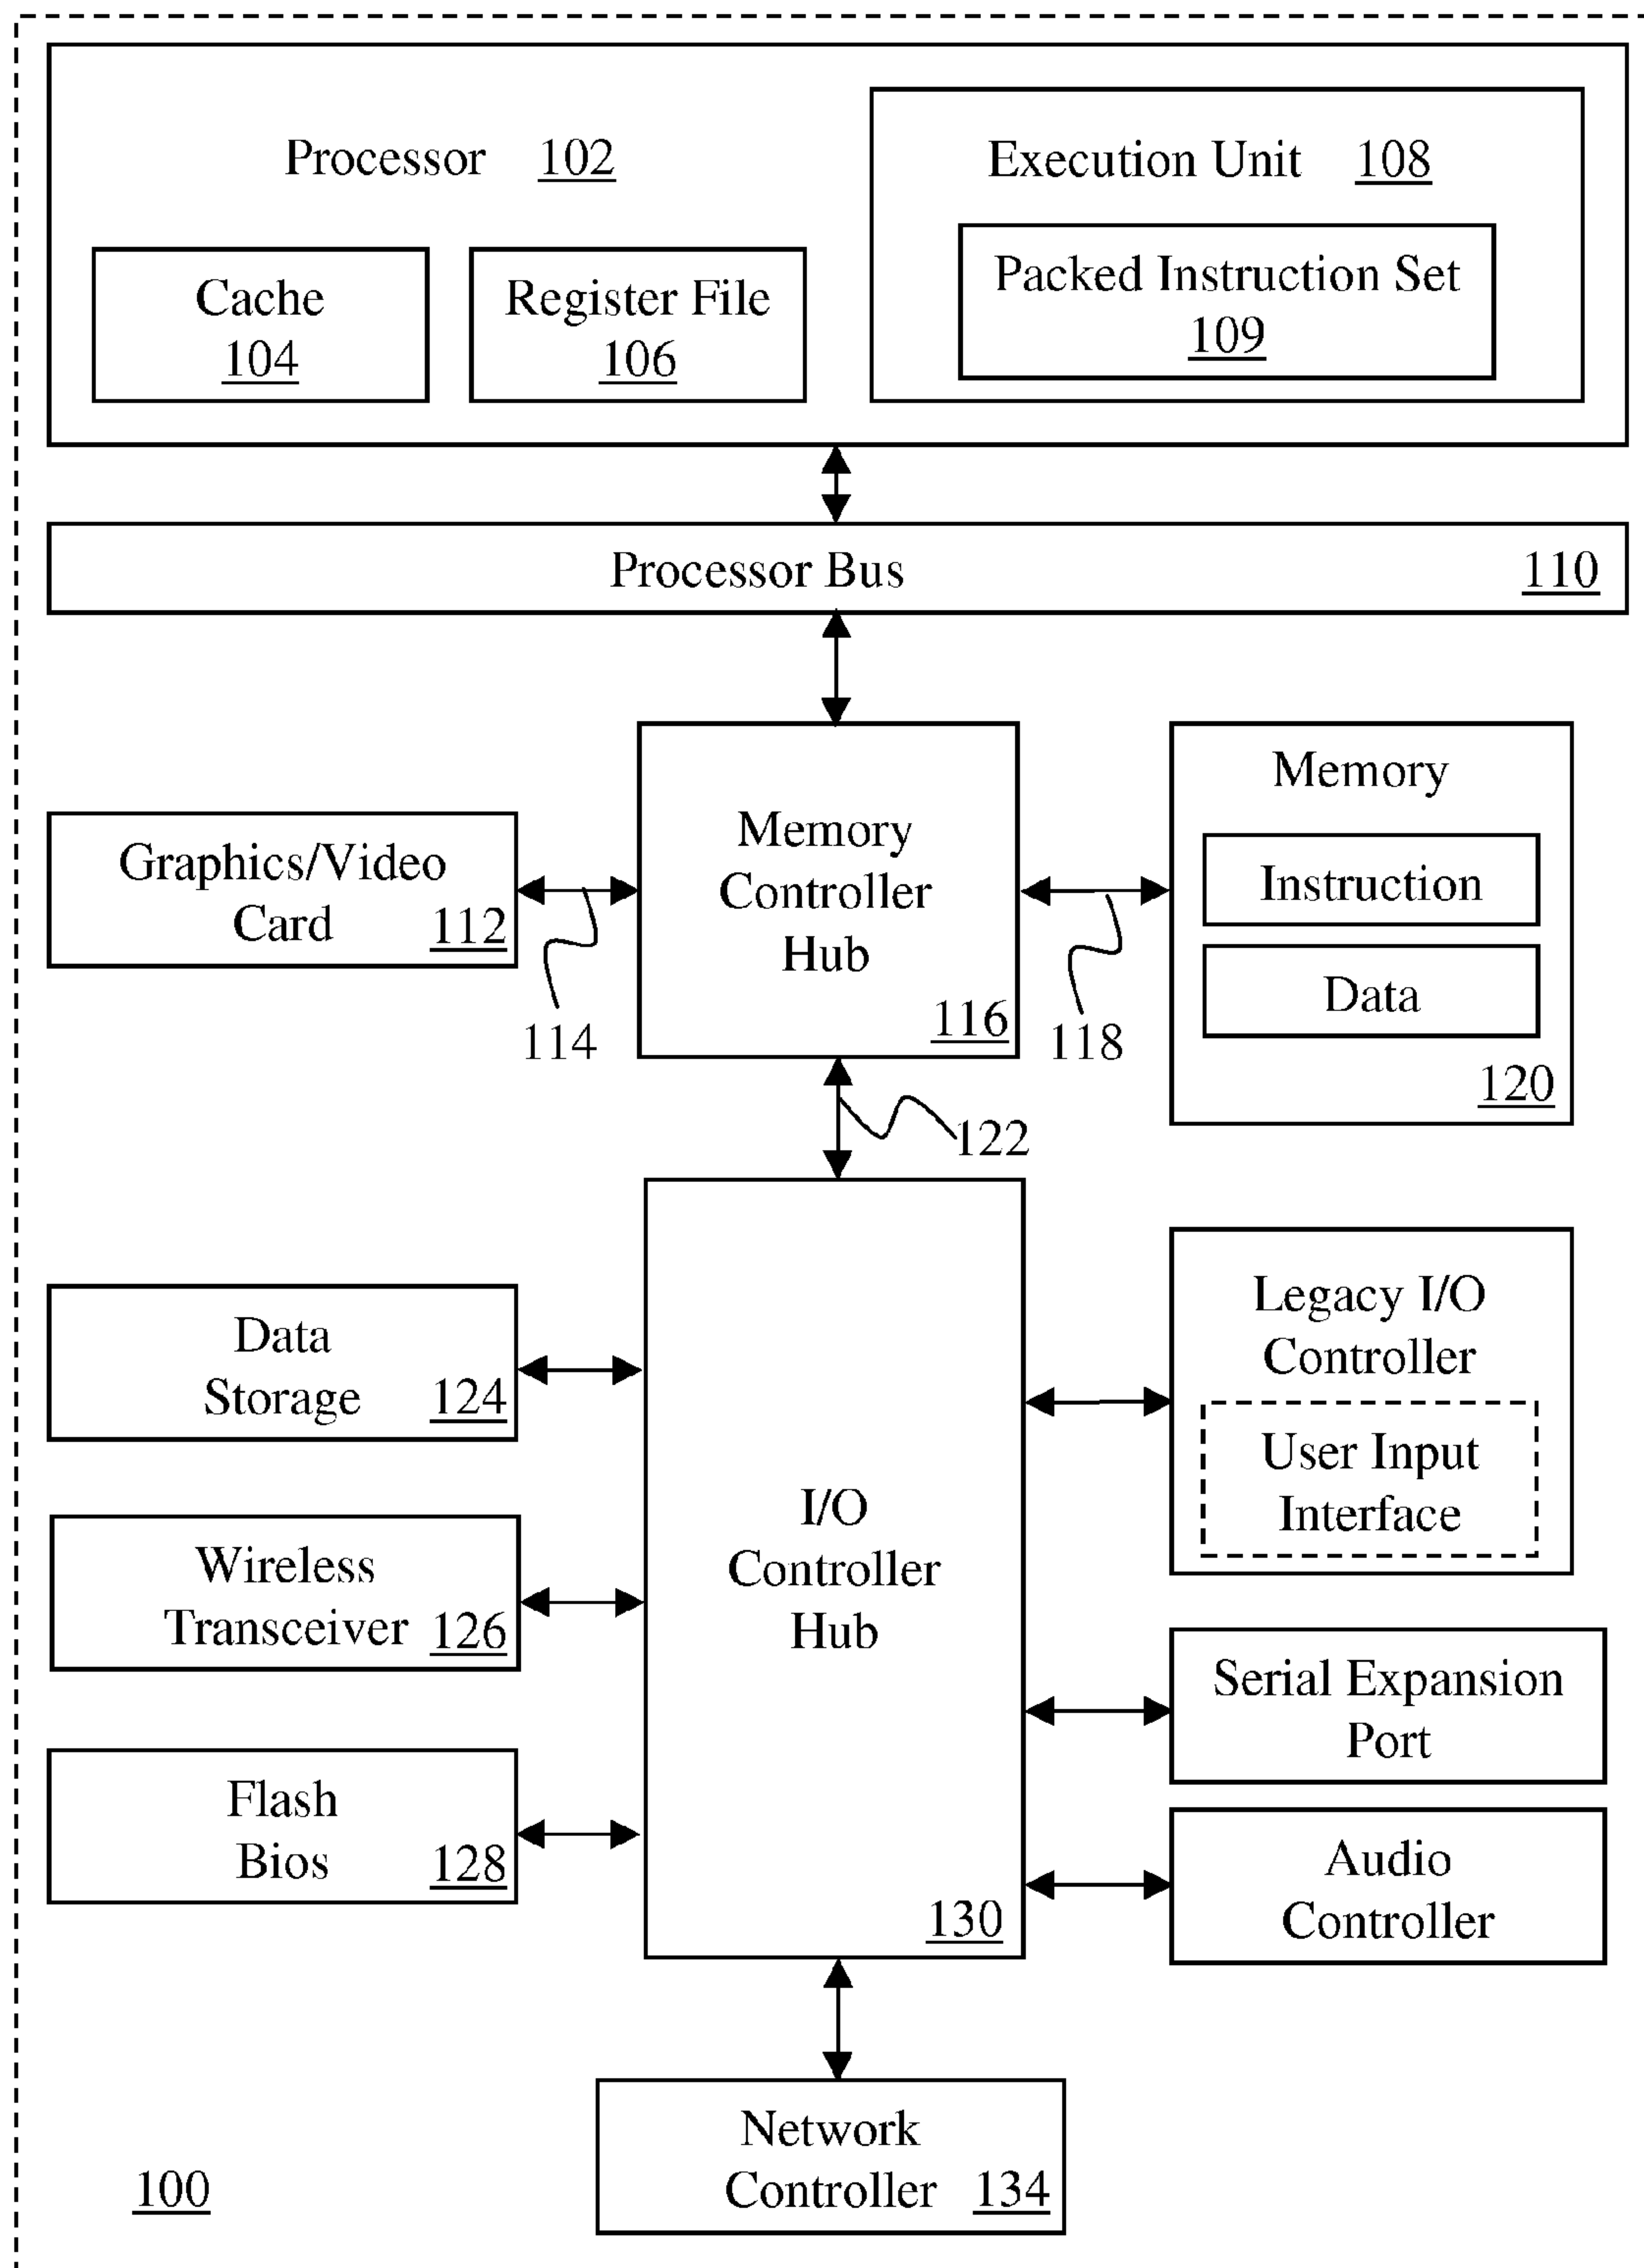 Processor 102
Execution Unit 108
Cache
104
Register File
106
Packed Instruction Set
109
Processor Bus 110
Graphics/Video
Card 112
114
Memory
Controller
Hub
116
118
Memory
Instruction
Data
120
122
Data
Storage 124
Wireless
Transceiver 126
Flash
Bios 128
I/O
Controller
Hub
130
Legacy I/O
Controller
User Input
Interface
Serial Expansion
Port
Audio
Controller
Network
Controller 134
100